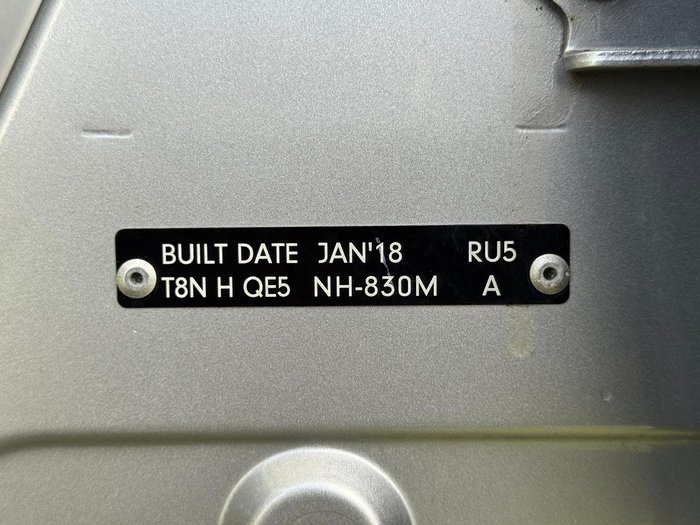 BUILT DATE JAN'18 RU5
T8N H QE5 NH-830M A